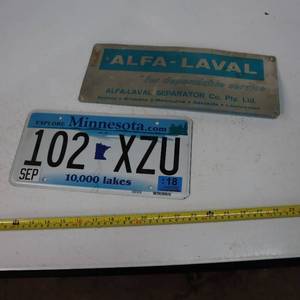 ALFA-LAVAL
"for dependable service"
ALFA-LAVAL SEPARATOR Co. Pty. Ltd.
EXPLORE Minnesota.com
102 XZU
SEP
18
10,000 lakes